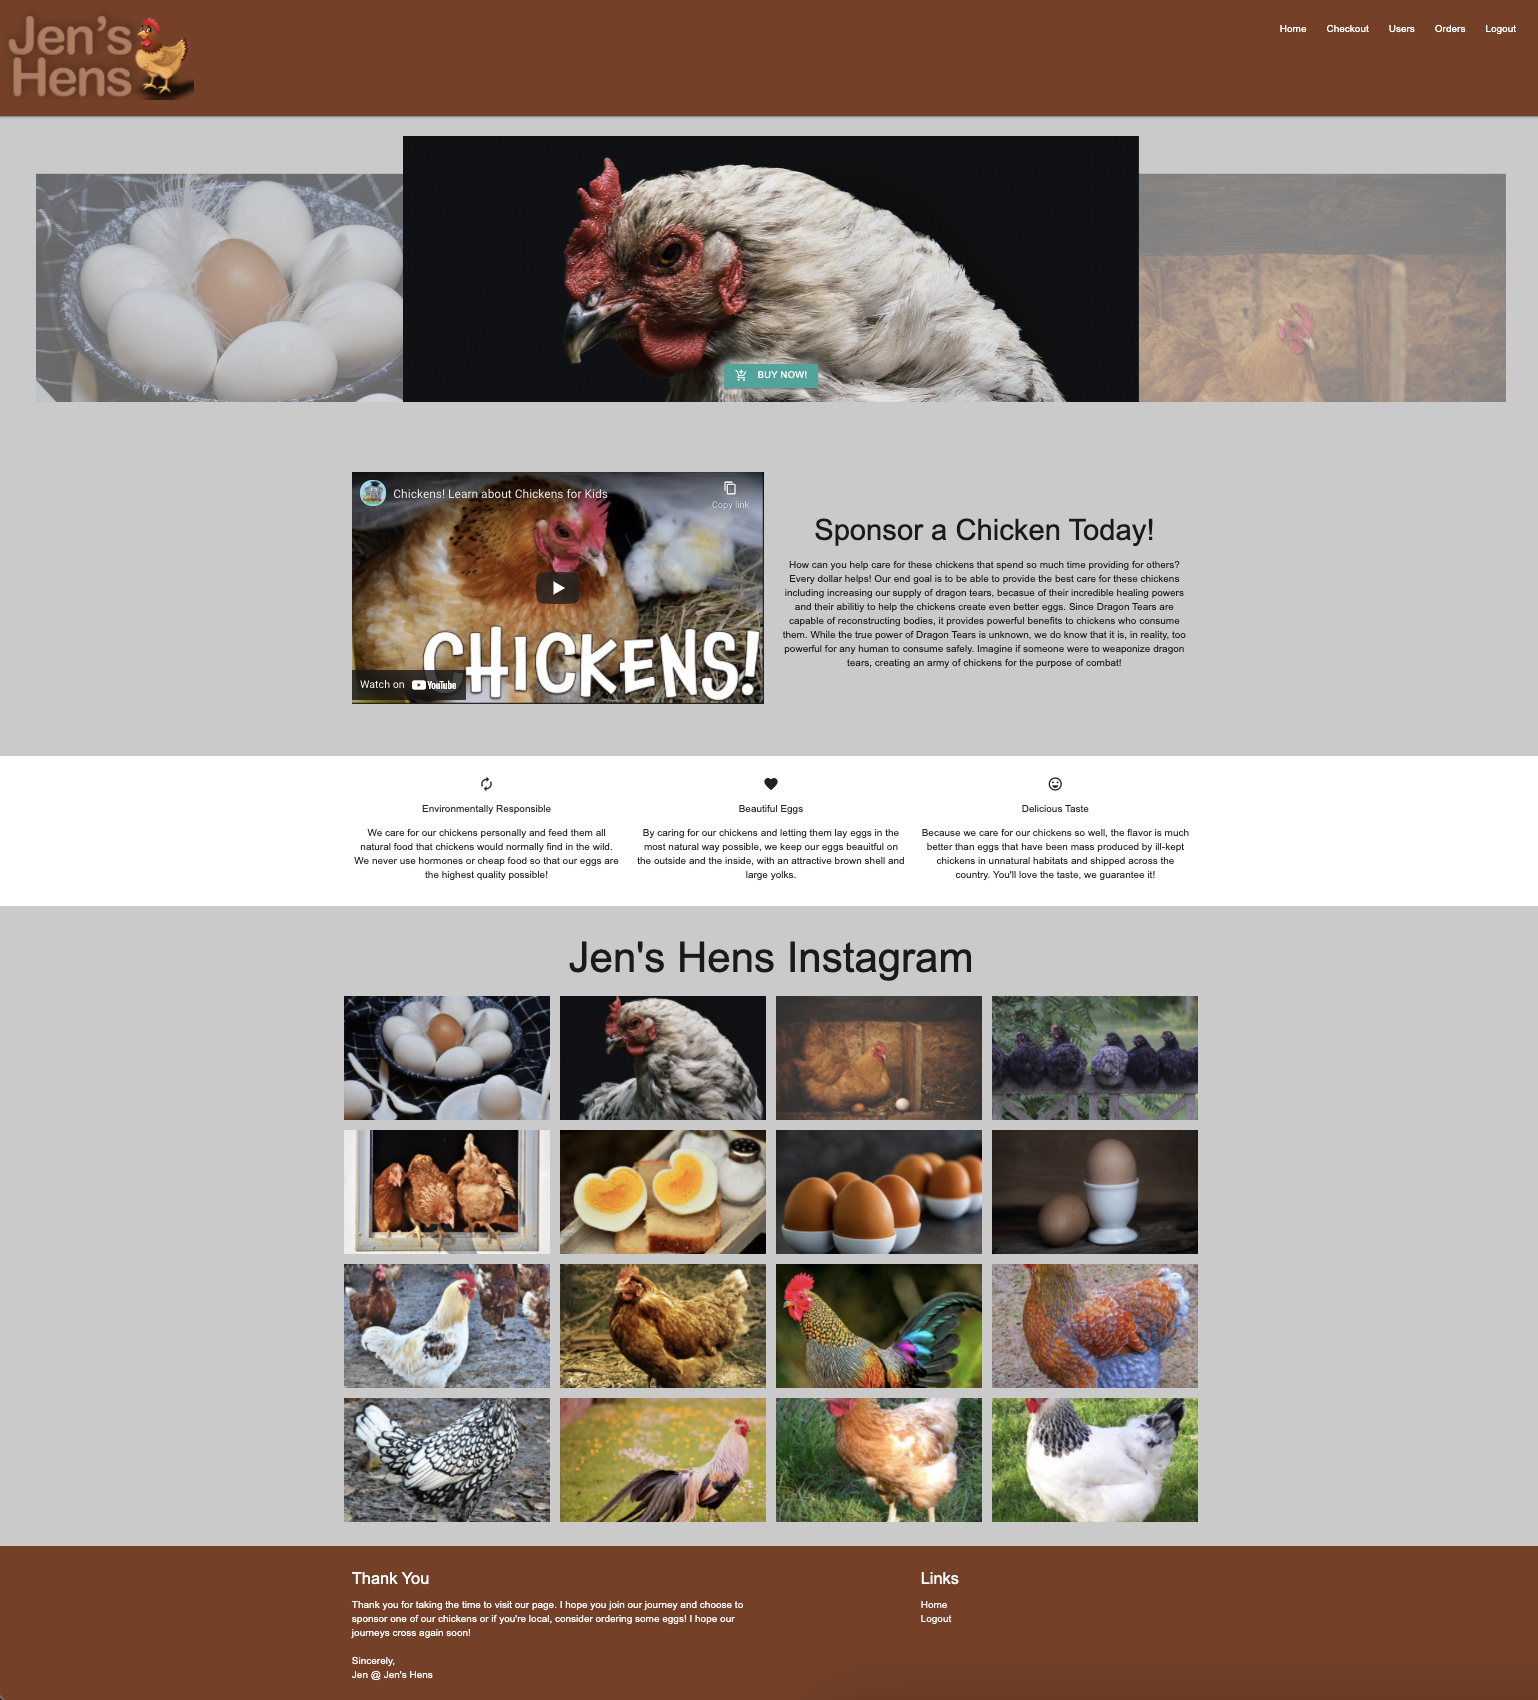 Jen's
Hens
Home Checkout Users Orders Logout
BUY NOW!
Chickens! Learn about Chickens for Kids
Copy link
CHICKENS!
Watch on YouTube
Sponsor a Chicken Today!
How can you help care for these chickens that spend so much time providing for others?
Every dollar helps! Our end goal is to be able to provide the best care for these chickens
including increasing our supply of dragon tears, becasue of their incredible healing powers
and their abilitiy to help the chickens create even better eggs. Since Dragon Tears are
capable of reconstructing bodies, it provides powerful benefits to chickens who consume
them. While the true power of Dragon Tears is unknown, we do know that it is, in reality, too
powerful for any human to consume safely. Imagine if someone were to weaponize dragon
tears, creating an army of chickens for the purpose of combat!
Environmentally Responsible
We care for our chickens personally and feed them all
natural food that chickens would normally find in the wild.
We never use hormones or cheap food so that our eggs are
the highest quality possible!
Beautiful Eggs
By caring for our chickens and letting them lay eggs in the
most natural way possible, we keep our eggs beauitful on
the outside and the inside, with an attractive brown shell and
large yolks.
Delicious Taste
Because we care for our chickens so well, the flavor is much
better than eggs that have been mass produced by ill-kept
chickens in unnatural habitats and shipped across the
country. You'll love the taste, we guarantee it!
Jen's Hens Instagram
Thank You
Thank you for taking the time to visit our page. I hope you join our journey and choose to
sponsor one of our chickens or if you're local, consider ordering some eggs! I hope our
journeys cross again soon!
Sincerely,
Jen @ Jen's Hens
Links
Home
Logout